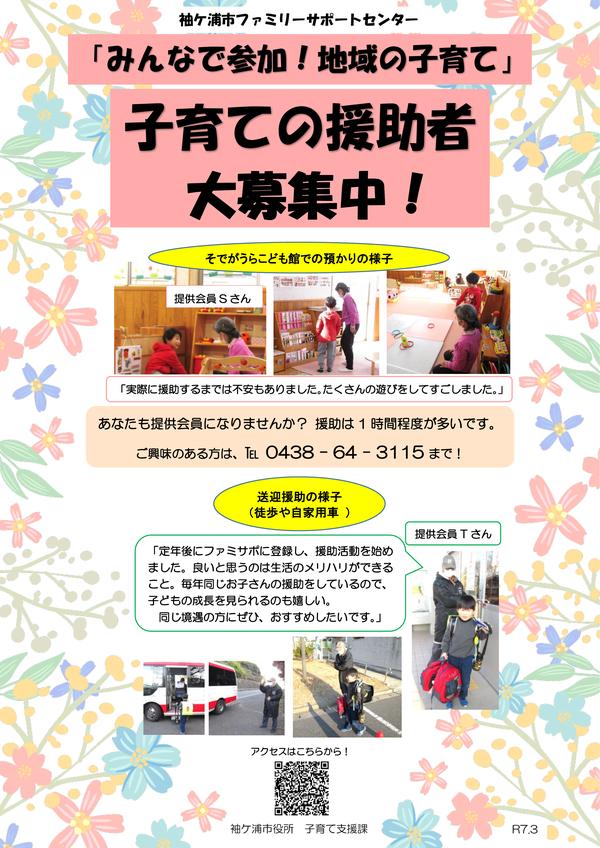 袖ケ浦市ファミリーサポートセンター
「みんなで参加！地域の子育て」
子育ての援助者
大募集中！
そでがうらこども館での預かりの様子
提供会員Ｓさん
「実際に援助するまでは不安もありました。たくさんの遊びをしてすごしました。」
あなたも提供会員になりませんか？ 援助は１時間程度が多いです。
ご興味のある方は、℡ 0438－64－3115 まで！
送迎援助の様子
（徒歩や自家用車 ）
提供会員Ｔさん
「定年後にファミサポに登録し、援助活動を始め
ました。良いと思うのは生活のメリハリができる
こと。毎年同じお子さんの援助をしているので、
子どもの成長を見られるのも嬉しい。
同じ境遇の方にぜひ、おすすめしたいです。」
アクセスはこちらから！
袖ケ浦市役所　子育て支援課
R7.3